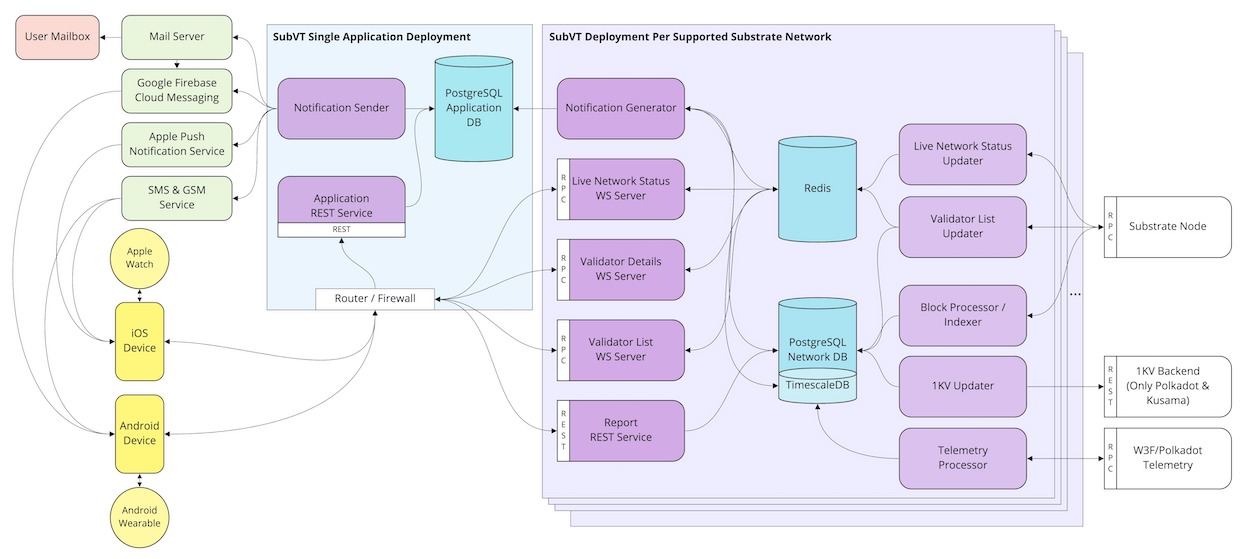 User Mailbox
Mail Server
Google Firebase
Cloud Messaging
Apple Push
Notification Service
SMS & GSM
Service
Apple
Watch
iOS
Device
Android
Device
Android
Wearable
SubVT Single Application Deployment
Notification Sender
PostgreSQL
Application
DB
Application
REST Service
REST
Router / Firewall
SubVT Deployment Per Supported Substrate Network
Notification Generator
RPC
Live Network Status
WS Server
RPC
Validator Details
WS Server
RPC
Validator List
WS Server
REST
Report
REST Service
Redis
PostgreSQL
Network DB
TimescaleDB
Live Network Status
Updater
Validator List
Updater
Block Processor /
Indexer
1KV Updater
Telemetry
Processor
...
RPC
Substrate Node
REST
1KV Backend
(Only Polkadot &
Kusama)
RPC
W3F/Polkadot
Telemetry